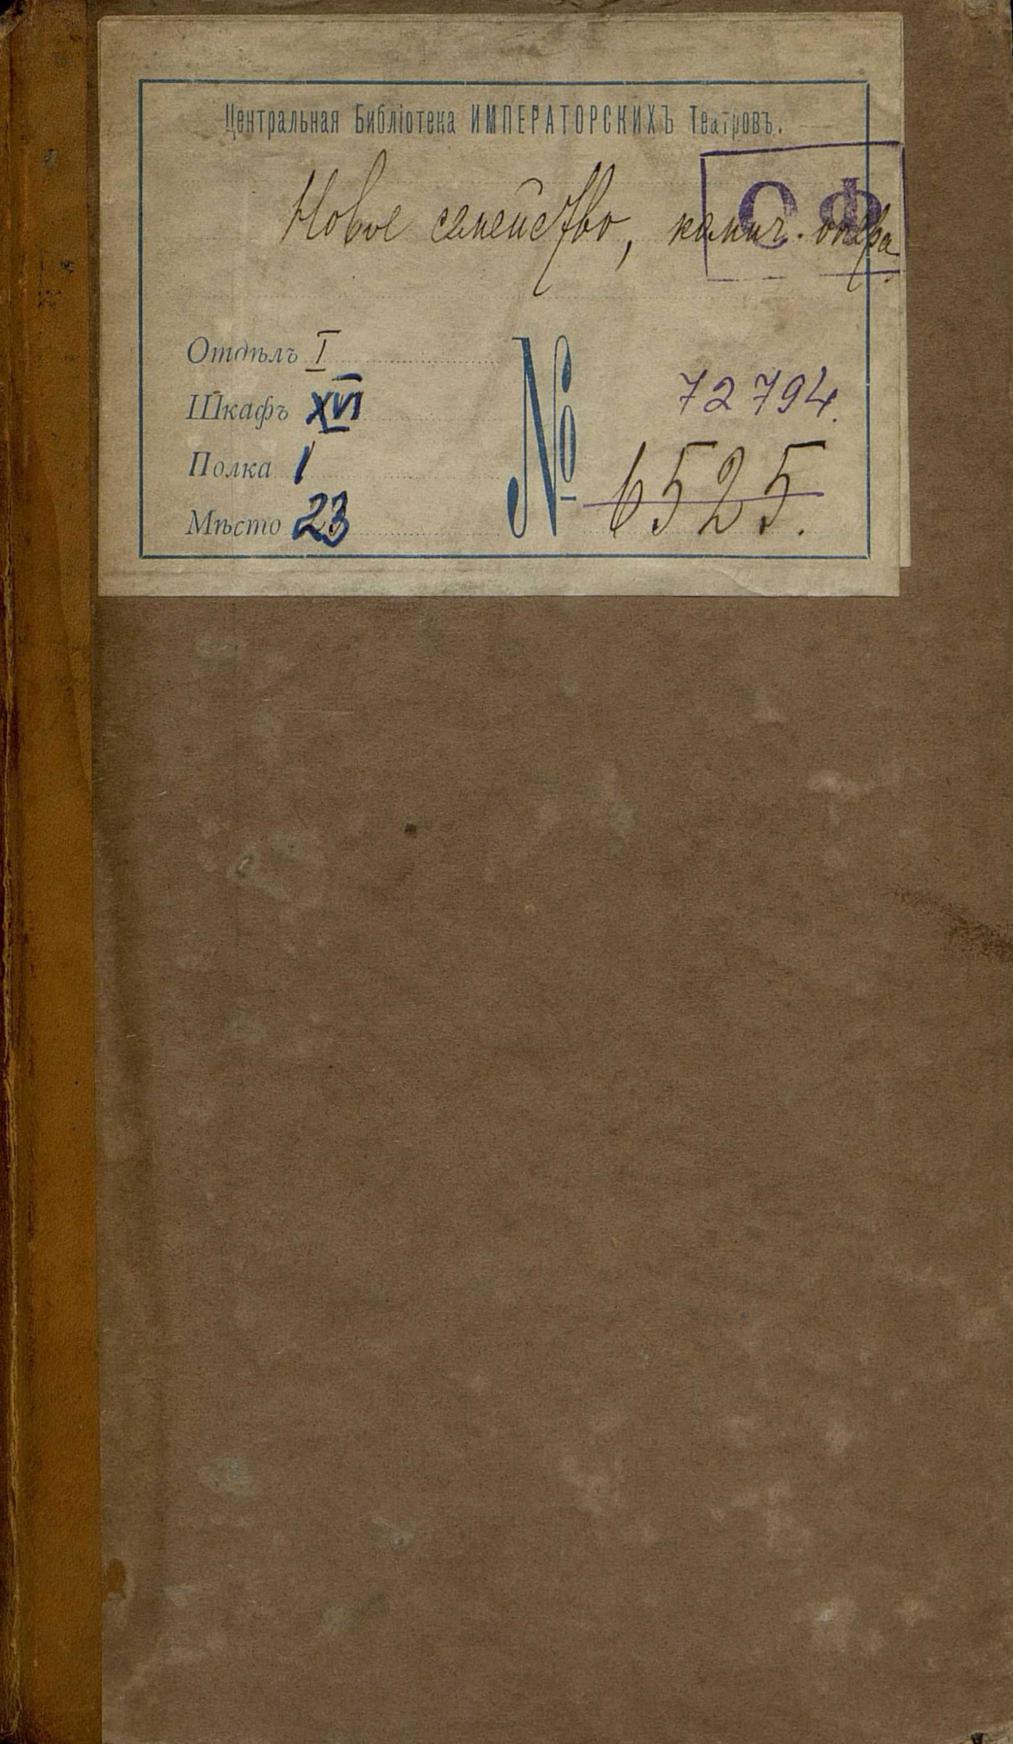 Центральная Библіотека ИМПЕРАТОРСКИХЪ Театровъ.
СФ
Новое семейство, комич. опера
Отдѣлъ I
Шкафъ XVI
72794.
Полка 1
№ 6525.
Мѣсто 23